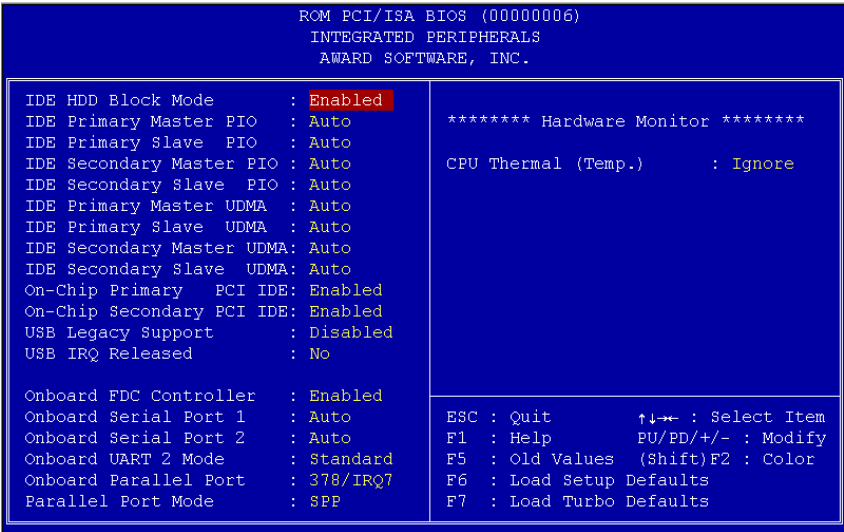 ROM PCI/ISA BIOS (00000006)
INTEGRATED PERIPHERALS
AWARD SOFTWARE, INC.
IDE HDD Block Mode : Enabled
IDE Primary Master PIO : Auto
IDE Primary Slave PIO : Auto
IDE Secondary Master PIO : Auto
IDE Secondary Slave PIO : Auto
IDE Primary Master UDMA : Auto
IDE Primary Slave UDMA : Auto
IDE Secondary Master UDMA: Auto
IDE Secondary Slave UDMA: Auto
On-Chip Primary PCI IDE: Enabled
On-Chip Secondary PCI IDE: Enabled
USB Legacy Support : Disabled
USB IRQ Released : No
Onboard FDC Controller : Enabled
Onboard Serial Port 1 : Auto
Onboard Serial Port 2 : Auto
Onboard UART 2 Mode : Standard
Onboard Parallel Port : 378/IRQ7
Parallel Port Mode : SPP
******** Hardware Monitor ********
CPU Thermal (Temp.) : Ignore
ESC : Quit ↑↓→← : Select Item
F1 : Help PU/PD/+/- : Modify
F5 : Old Values (Shift)F2 : Color
F6 : Load Setup Defaults
F7 : Load Turbo Defaults